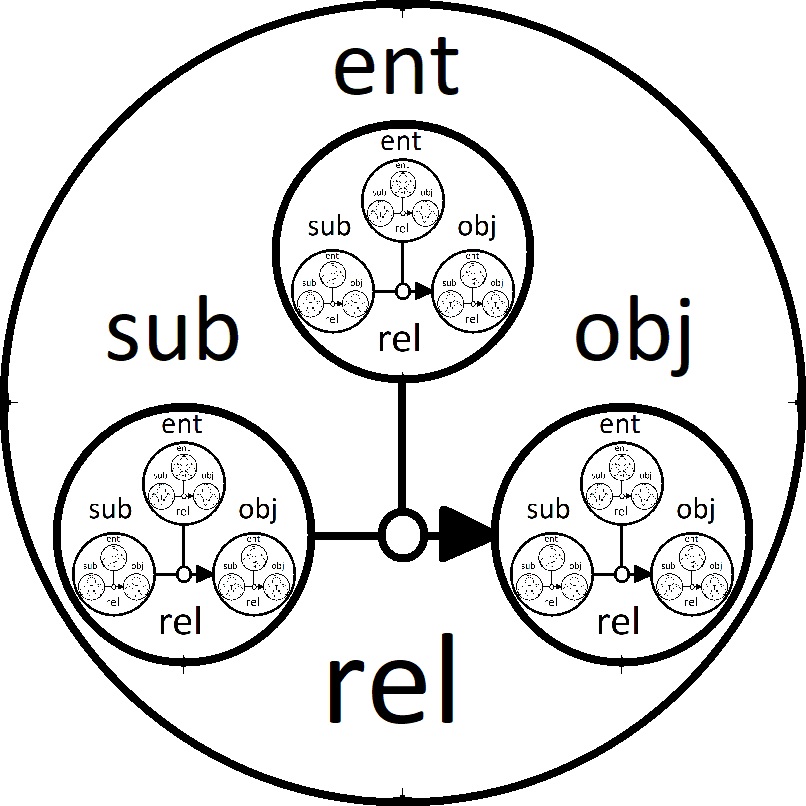 ent
ent
ent
sub obj
sub rel obj
ent ent
sub obj sub obj
rel rel
rel
sub obj
ent ent
ent ent
sub obj sub obj
sub rel obj sub rel obj
ent ent ent ent
sub obj sub obj sub obj sub obj
rel rel rel rel
rel rel
rel